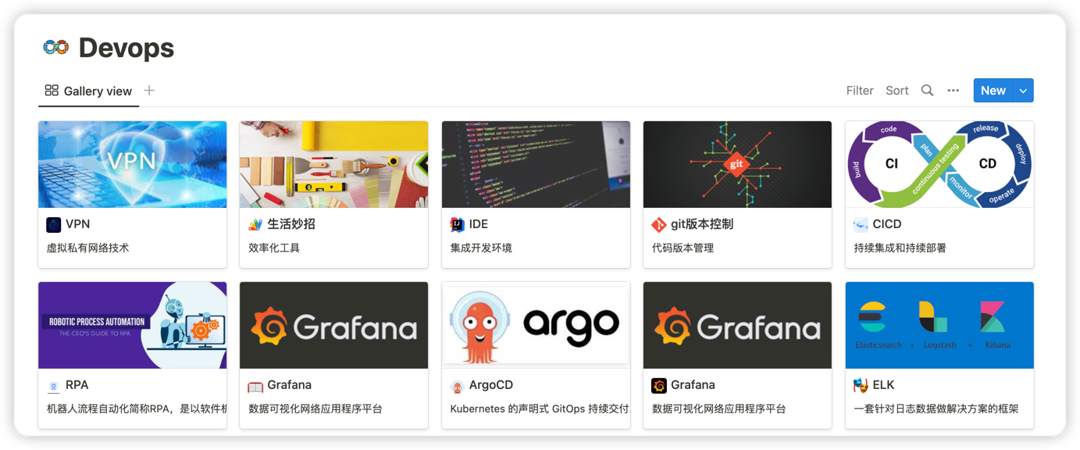 Devops
Gallery view
Filter Sort ... New
VPN
git
code
build
CI
plan
continuous testing
release
CD
deploy
monitor
operate
VPN
虚拟私有网络技术
生活妙招
效率化工具
IDE
集成开发环境
git版本控制
代码版本管理
CICD
持续集成和持续部署
ROBOTIC PROCESS AUTOMATION
THE CEO'S GUIDE TO RPA
Grafana
argo
Grafana
Elasticsearch + Logstash + Kibana
RPA
机器人流程自动化简称RPA，是以软件机
Grafana
数据可视化网络应用程序平台
ArgoCD
Kubernetes 的声明式 GitOps 持续交付
Grafana
数据可视化网络应用程序平台
ELK
一套针对日志数据做解决方案的框架